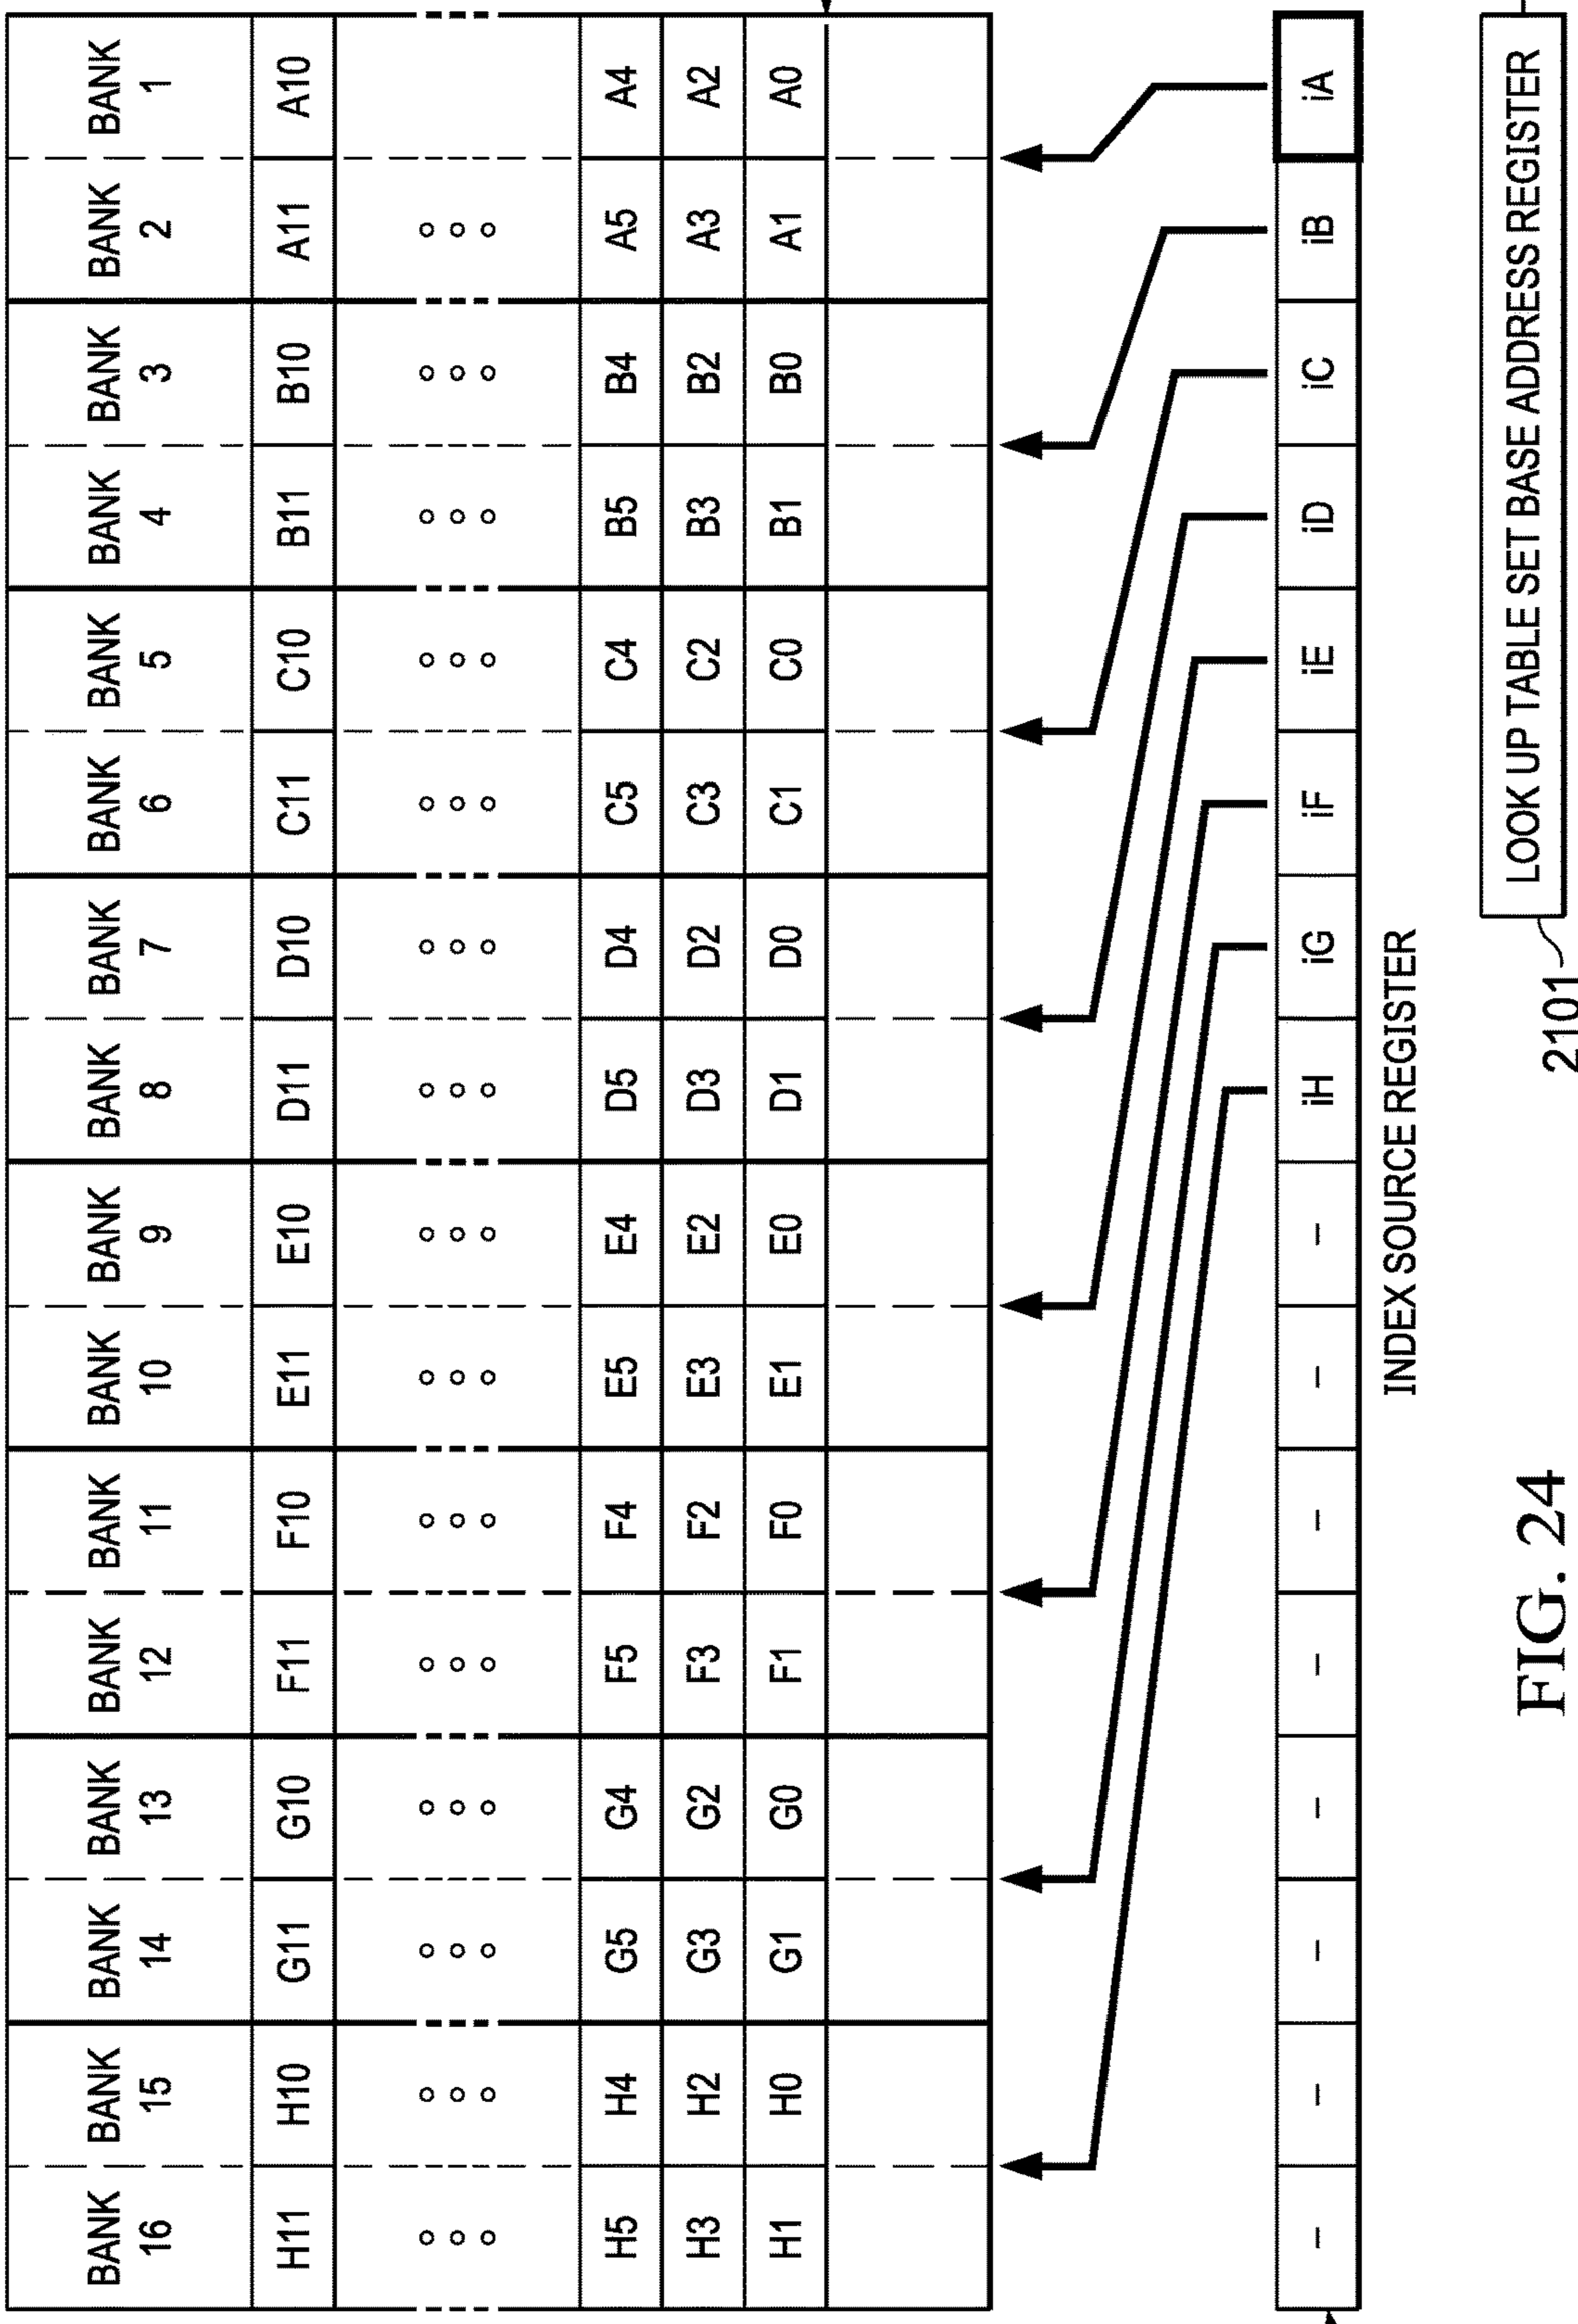 BANK BANK BANK BANK BANK BANK BANK BANK BANK BANK BANK BANK BANK BANK BANK BANK
16 15 14 13 12 11 10 9 8 7 6 5 4 3 2 1
H11 H10 G11 G10 F11 F10 E11 E10 D11 D10 C11 C10 B11 B10 A11 A10
H5 H4 G5 G4 F5 F4 E5 E4 D5 D4 C5 C4 B5 B4 A5 A4
H3 H2 G3 G2 F3 F2 E3 E2 D3 D2 C3 C2 B3 B2 A3 A2
H1 H0 G1 G0 F1 F0 E1 E0 D1 D0 C1 C0 B1 B0 A1 A0
– – – – – – – – iH iG iF iE iD iC iB iA
INDEX SOURCE REGISTER
LOOK UP TABLE SET BASE ADDRESS REGISTER
2101
FIG. 24